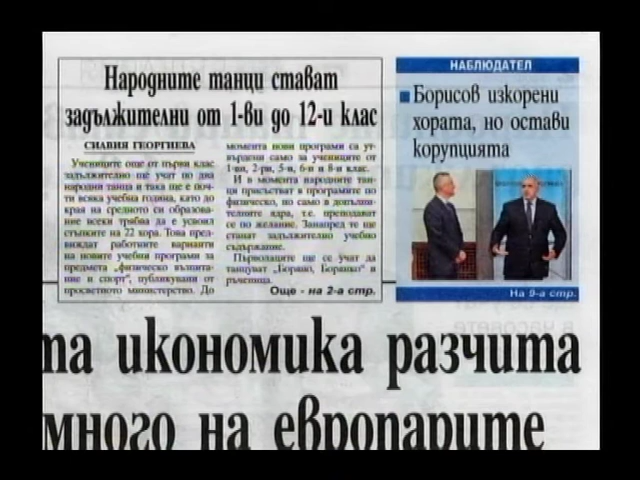 Народните танци стават
задължителни от 1-ви до 12-и клас
СИЛВИЯ ГЕОРГИЕВА
Учениците още от първи клас
задължително ще учат по два
народни танца и така ще е поч-
ти всяка учебна година, като до
края на средното си образова-
ние всеки трябва да е усвоил
стъпките на 22 хора. Това пред-
виждат работните варианти
на новите учебни програми за
предмета „физическо възпита-
ние и спорт", публикувани от
просветното министерство. До
момента нови програми са ут-
върдени само за учениците от
1-ви, 2-ри, 5-и, 6-и и 8-и клас.
И в момента народните тан-
ци присъстват в програмите по
физическо, но само в допълни-
телните ядра, т.е. преподават
се по желание. Занапред те ще
станат задължително учебно
съдържание.
Първолаците ще се учат да
танцуват „Боряно, Борянко" и
ръченица.
Още - на 2-а стр.
НАБЛЮДАТЕЛ
Борисов изкорени
хората, но остави
корупцията
На 9-а стр.
та икономика разчита
много на европарите